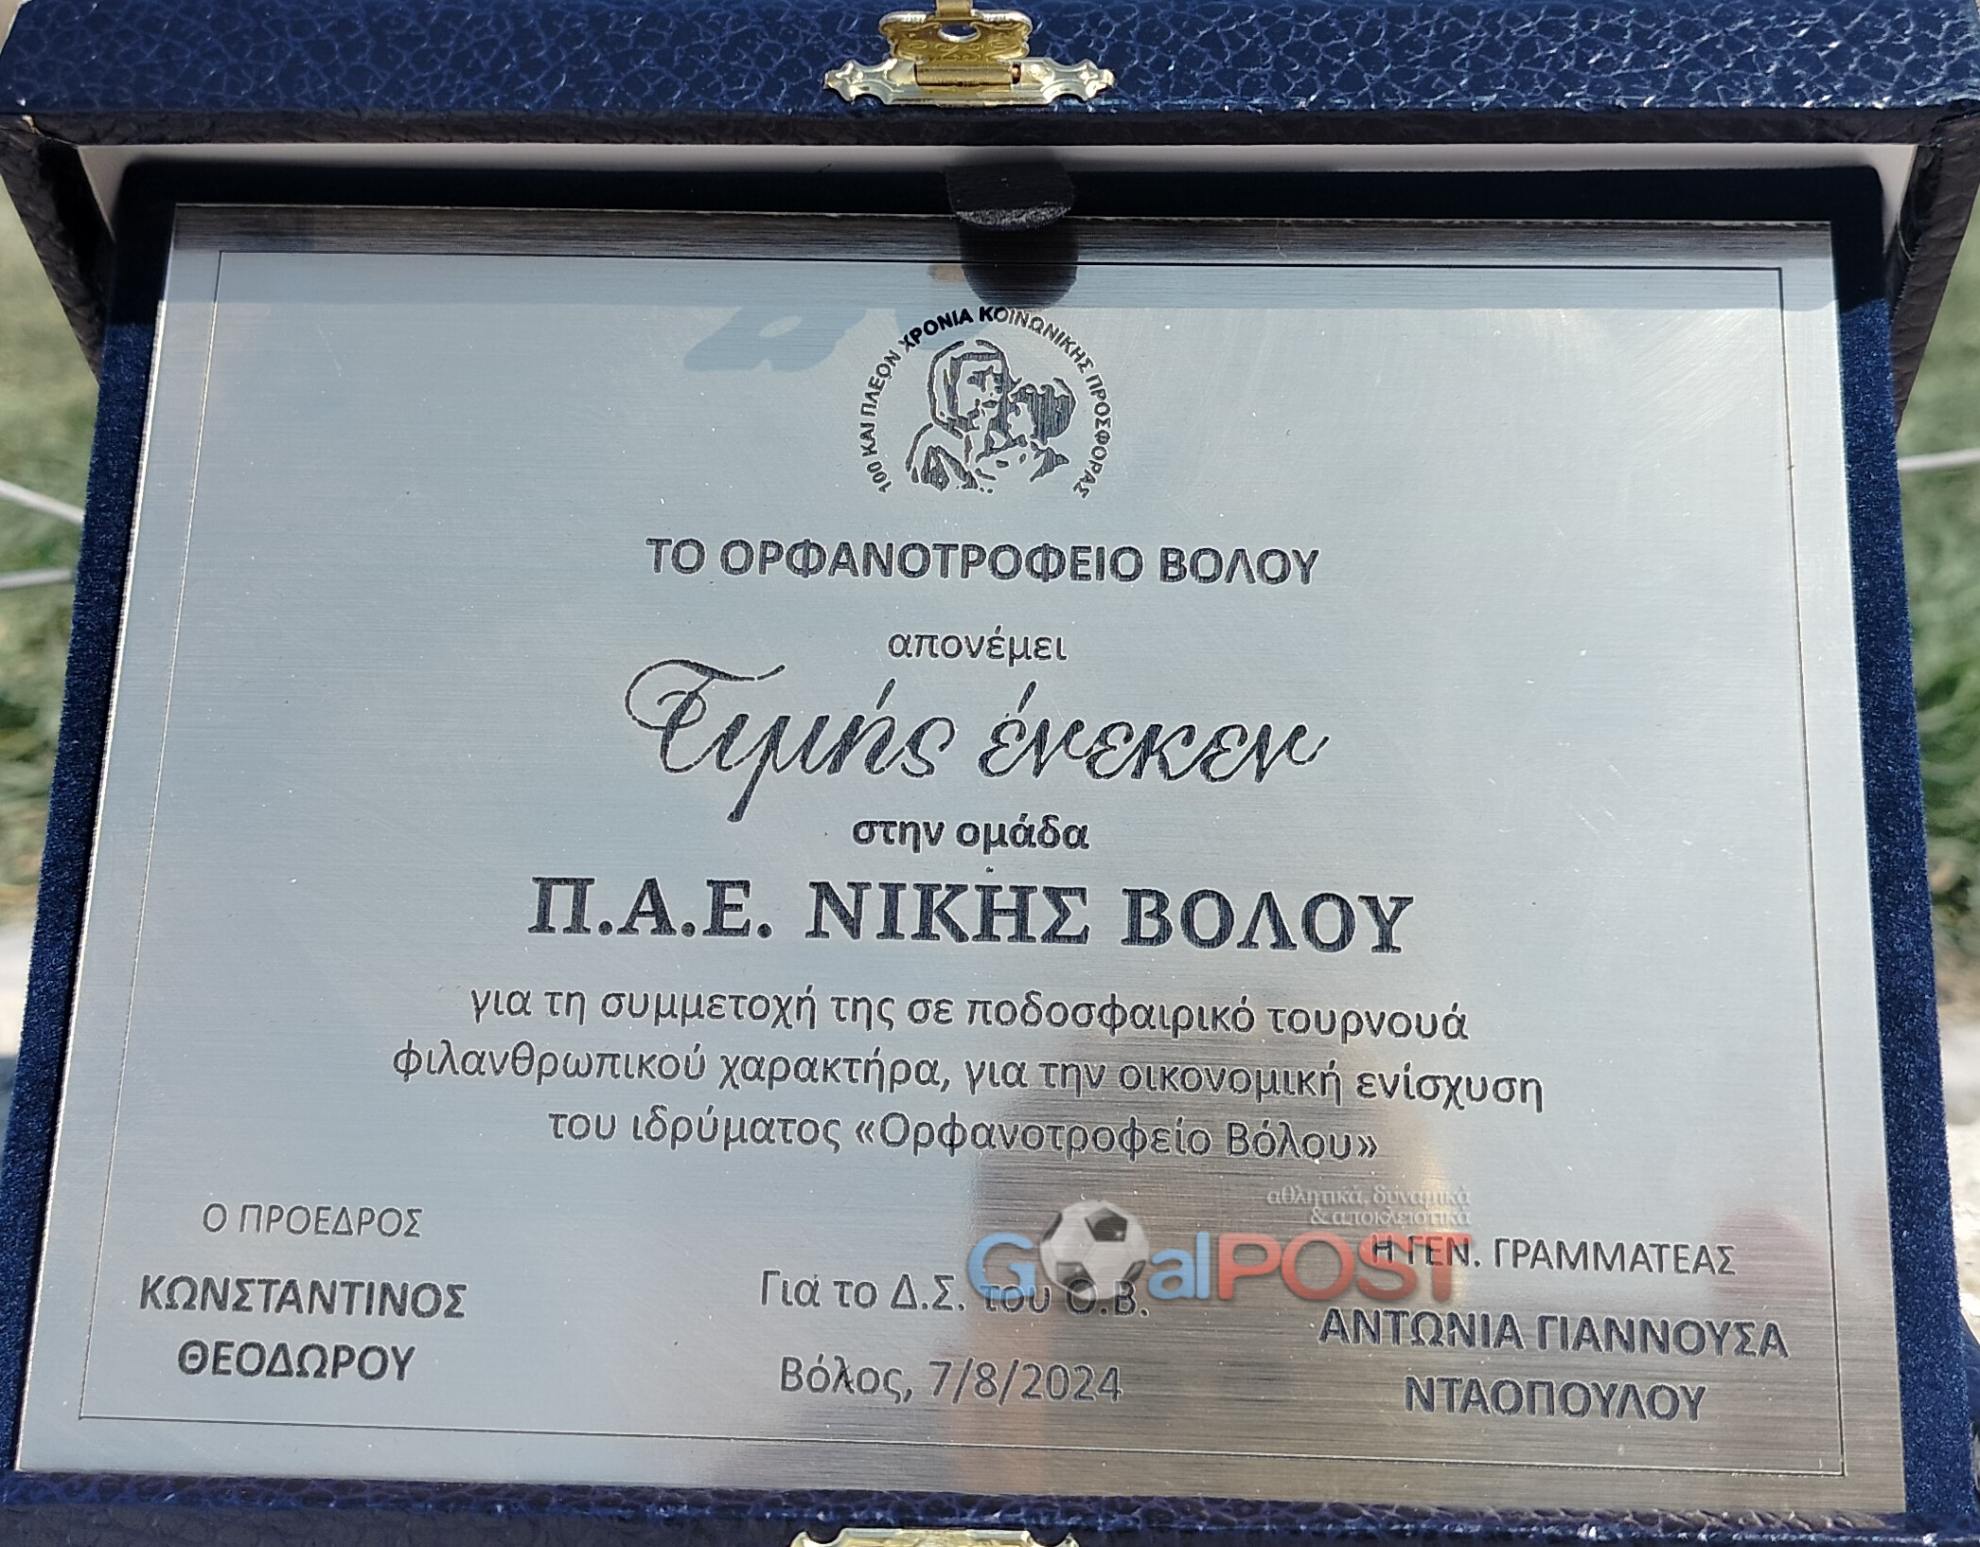 100 ΚΑΙ ΠΛΕΟΝ ΧΡΟΝΙΑ ΚΟΙΝΩΝΙΚΗΣ ΠΡΟΣΦΟΡΑΣ
ΤΟ ΟΡΦΑΝΟΤΡΟΦΕΙΟ ΒΟΛΟΥ
απονέμει
Τιμής ένεκεν
στην ομάδα
Π.Α.Ε. ΝΙΚΗΣ ΒΟΛΟΥ
για τη συμμετοχή της σε ποδοσφαιρικό τουρνουά
φιλανθρωπικού χαρακτήρα, για την οικονομική ενίσχυση
του ιδρύματος «Ορφανοτροφείο Βόλου»
Ο ΠΡΟΕΔΡΟΣ
ΚΩΝΣΤΑΝΤΙΝΟΣ
ΘΕΟΔΩΡΟΥ
Για το Δ.Σ. του Ο.Β.
Βόλος, 7/8/2024
Η ΓΕΝ. ΓΡΑΜΜΑΤΕΑΣ
ΑΝΤΩΝΙΑ ΓΙΑΝΝΟΥΣΑ
ΝΤΑΟΠΟΥΛΟΥ
αθλητικά, δυναμικά
& αποκλειστικά
GoalPOST